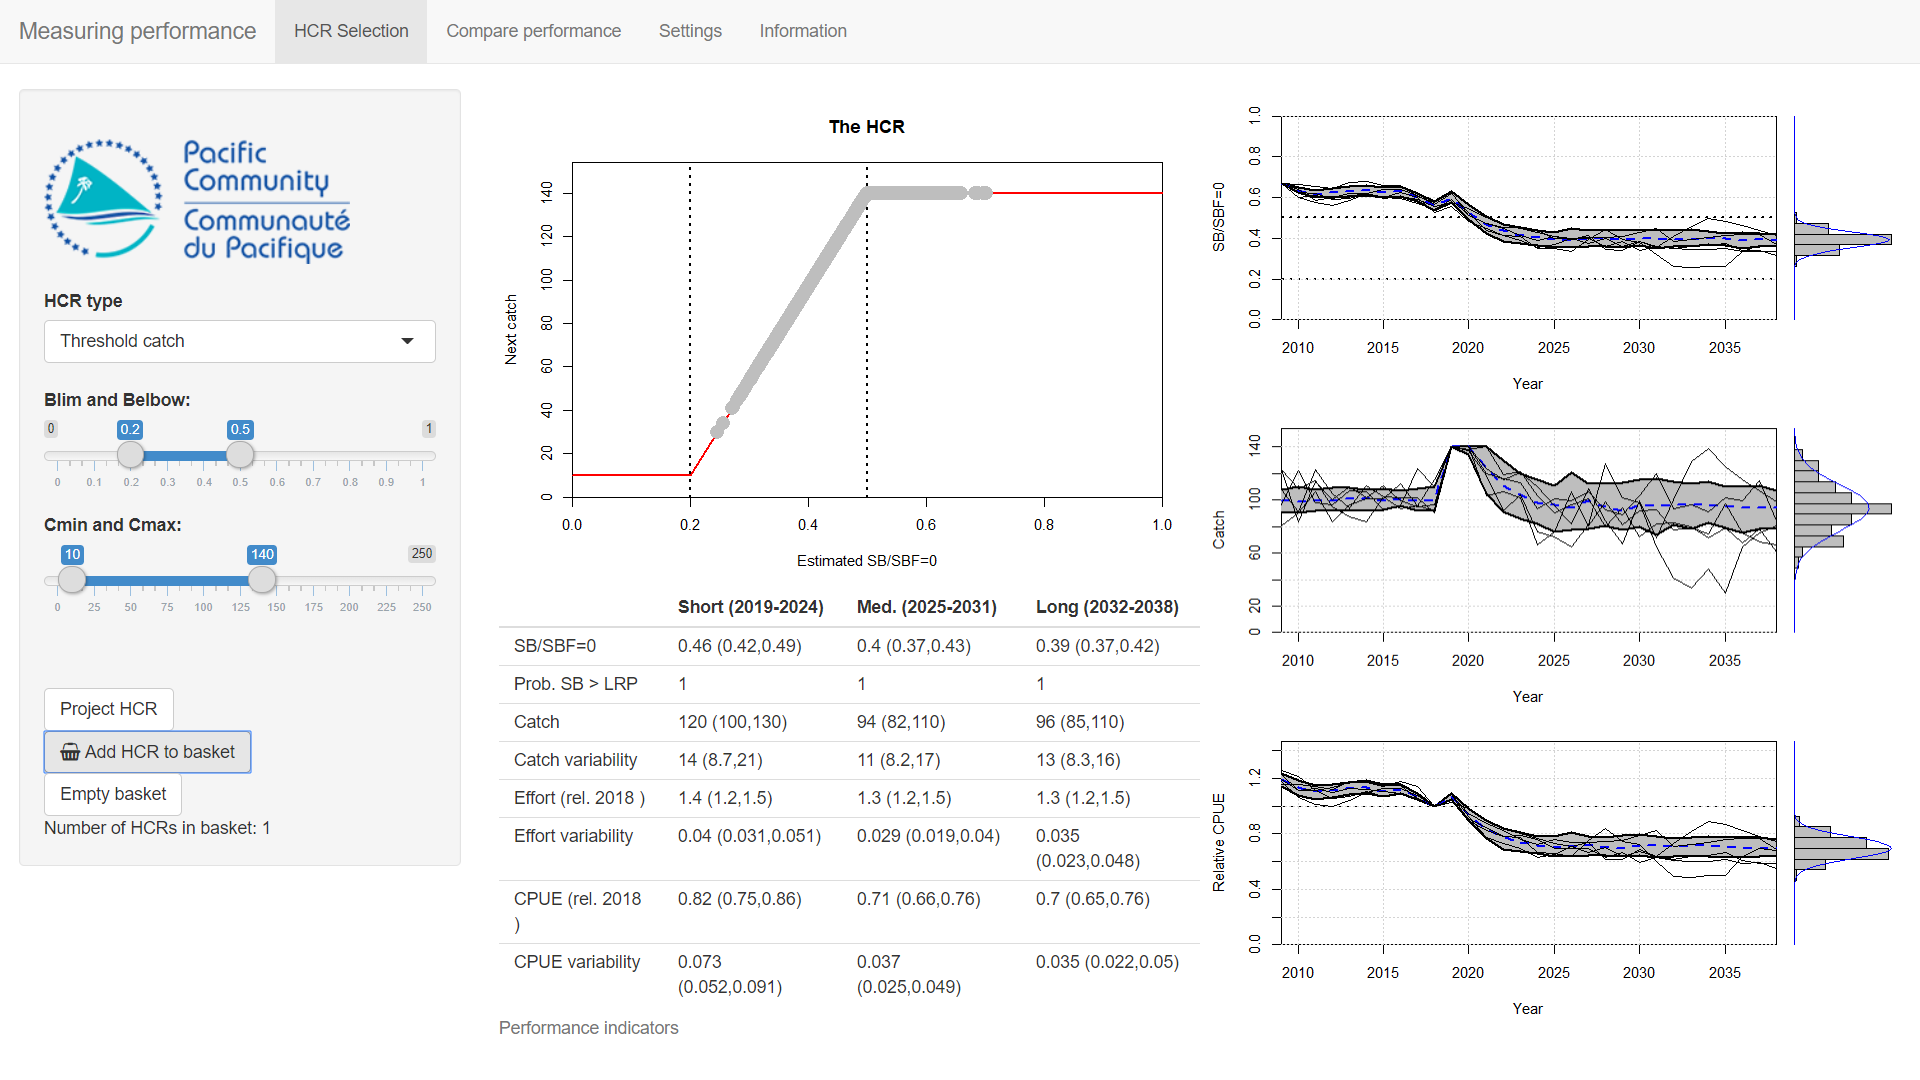 Measuring performance
HCR Selection
Compare performance
Settings
Information
Pacific
Community
Communauté
du Pacifique
HCR type
Threshold catch
Blim and Belbow:
0 0.2 0.5 1
0 0.1 0.2 0.3 0.4 0.5 0.6 0.7 0.8 0.9 1
Cmin and Cmax:
10 140 250
0 25 50 75 100 125 150 175 200 225 250
Project HCR
Add HCR to basket
Empty basket
Number of HCRs in basket: 1
The HCR
Next catch
0 20 40 60 80 100 120 140
0.0 0.2 0.4 0.6 0.8 1.0
Estimated SB/SBF=0
Short (2019-2024) Med. (2025-2031) Long (2032-2038)
SB/SBF=0 0.46 (0.42,0.49) 0.4 (0.37,0.43) 0.39 (0.37,0.42)
Prob. SB > LRP 1 1 1
Catch 120 (100,130) 94 (82,110) 96 (85,110)
Catch variability 14 (8.7,21) 11 (8.2,17) 13 (8.3,16)
Effort (rel. 2018 ) 1.4 (1.2,1.5) 1.3 (1.2,1.5) 1.3 (1.2,1.5)
Effort variability 0.04 (0.031,0.051) 0.029 (0.019,0.04) 0.035
(0.023,0.048)
CPUE (rel. 2018 0.82 (0.75,0.86) 0.71 (0.66,0.76) 0.7 (0.65,0.76)
)
CPUE variability 0.073 0.037 0.035 (0.022,0.05)
(0.052,0.091) (0.025,0.049)
Performance indicators
SB/SBF=0
0.0 0.2 0.4 0.6 0.8 1.0
2010 2015 2020 2025 2030 2035
Year
Catch
0 20 60 100 140
2010 2015 2020 2025 2030 2035
Year
Relative CPUE
0.0 0.4 0.8 1.2
2010 2015 2020 2025 2030 2035
Year